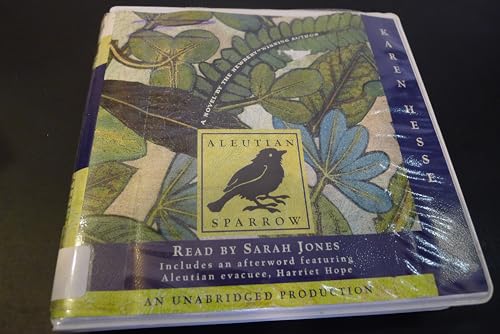 A NOVEL BY THE NEWBERY-WINNING AUTHOR
KAREN HESSE
ALEUTIAN
SPARROW
READ BY SARAH JONES
Includes an afterword featuring
Aleutian evacuee, Harriet Hope
AN UNABRIDGED PRODUCTION